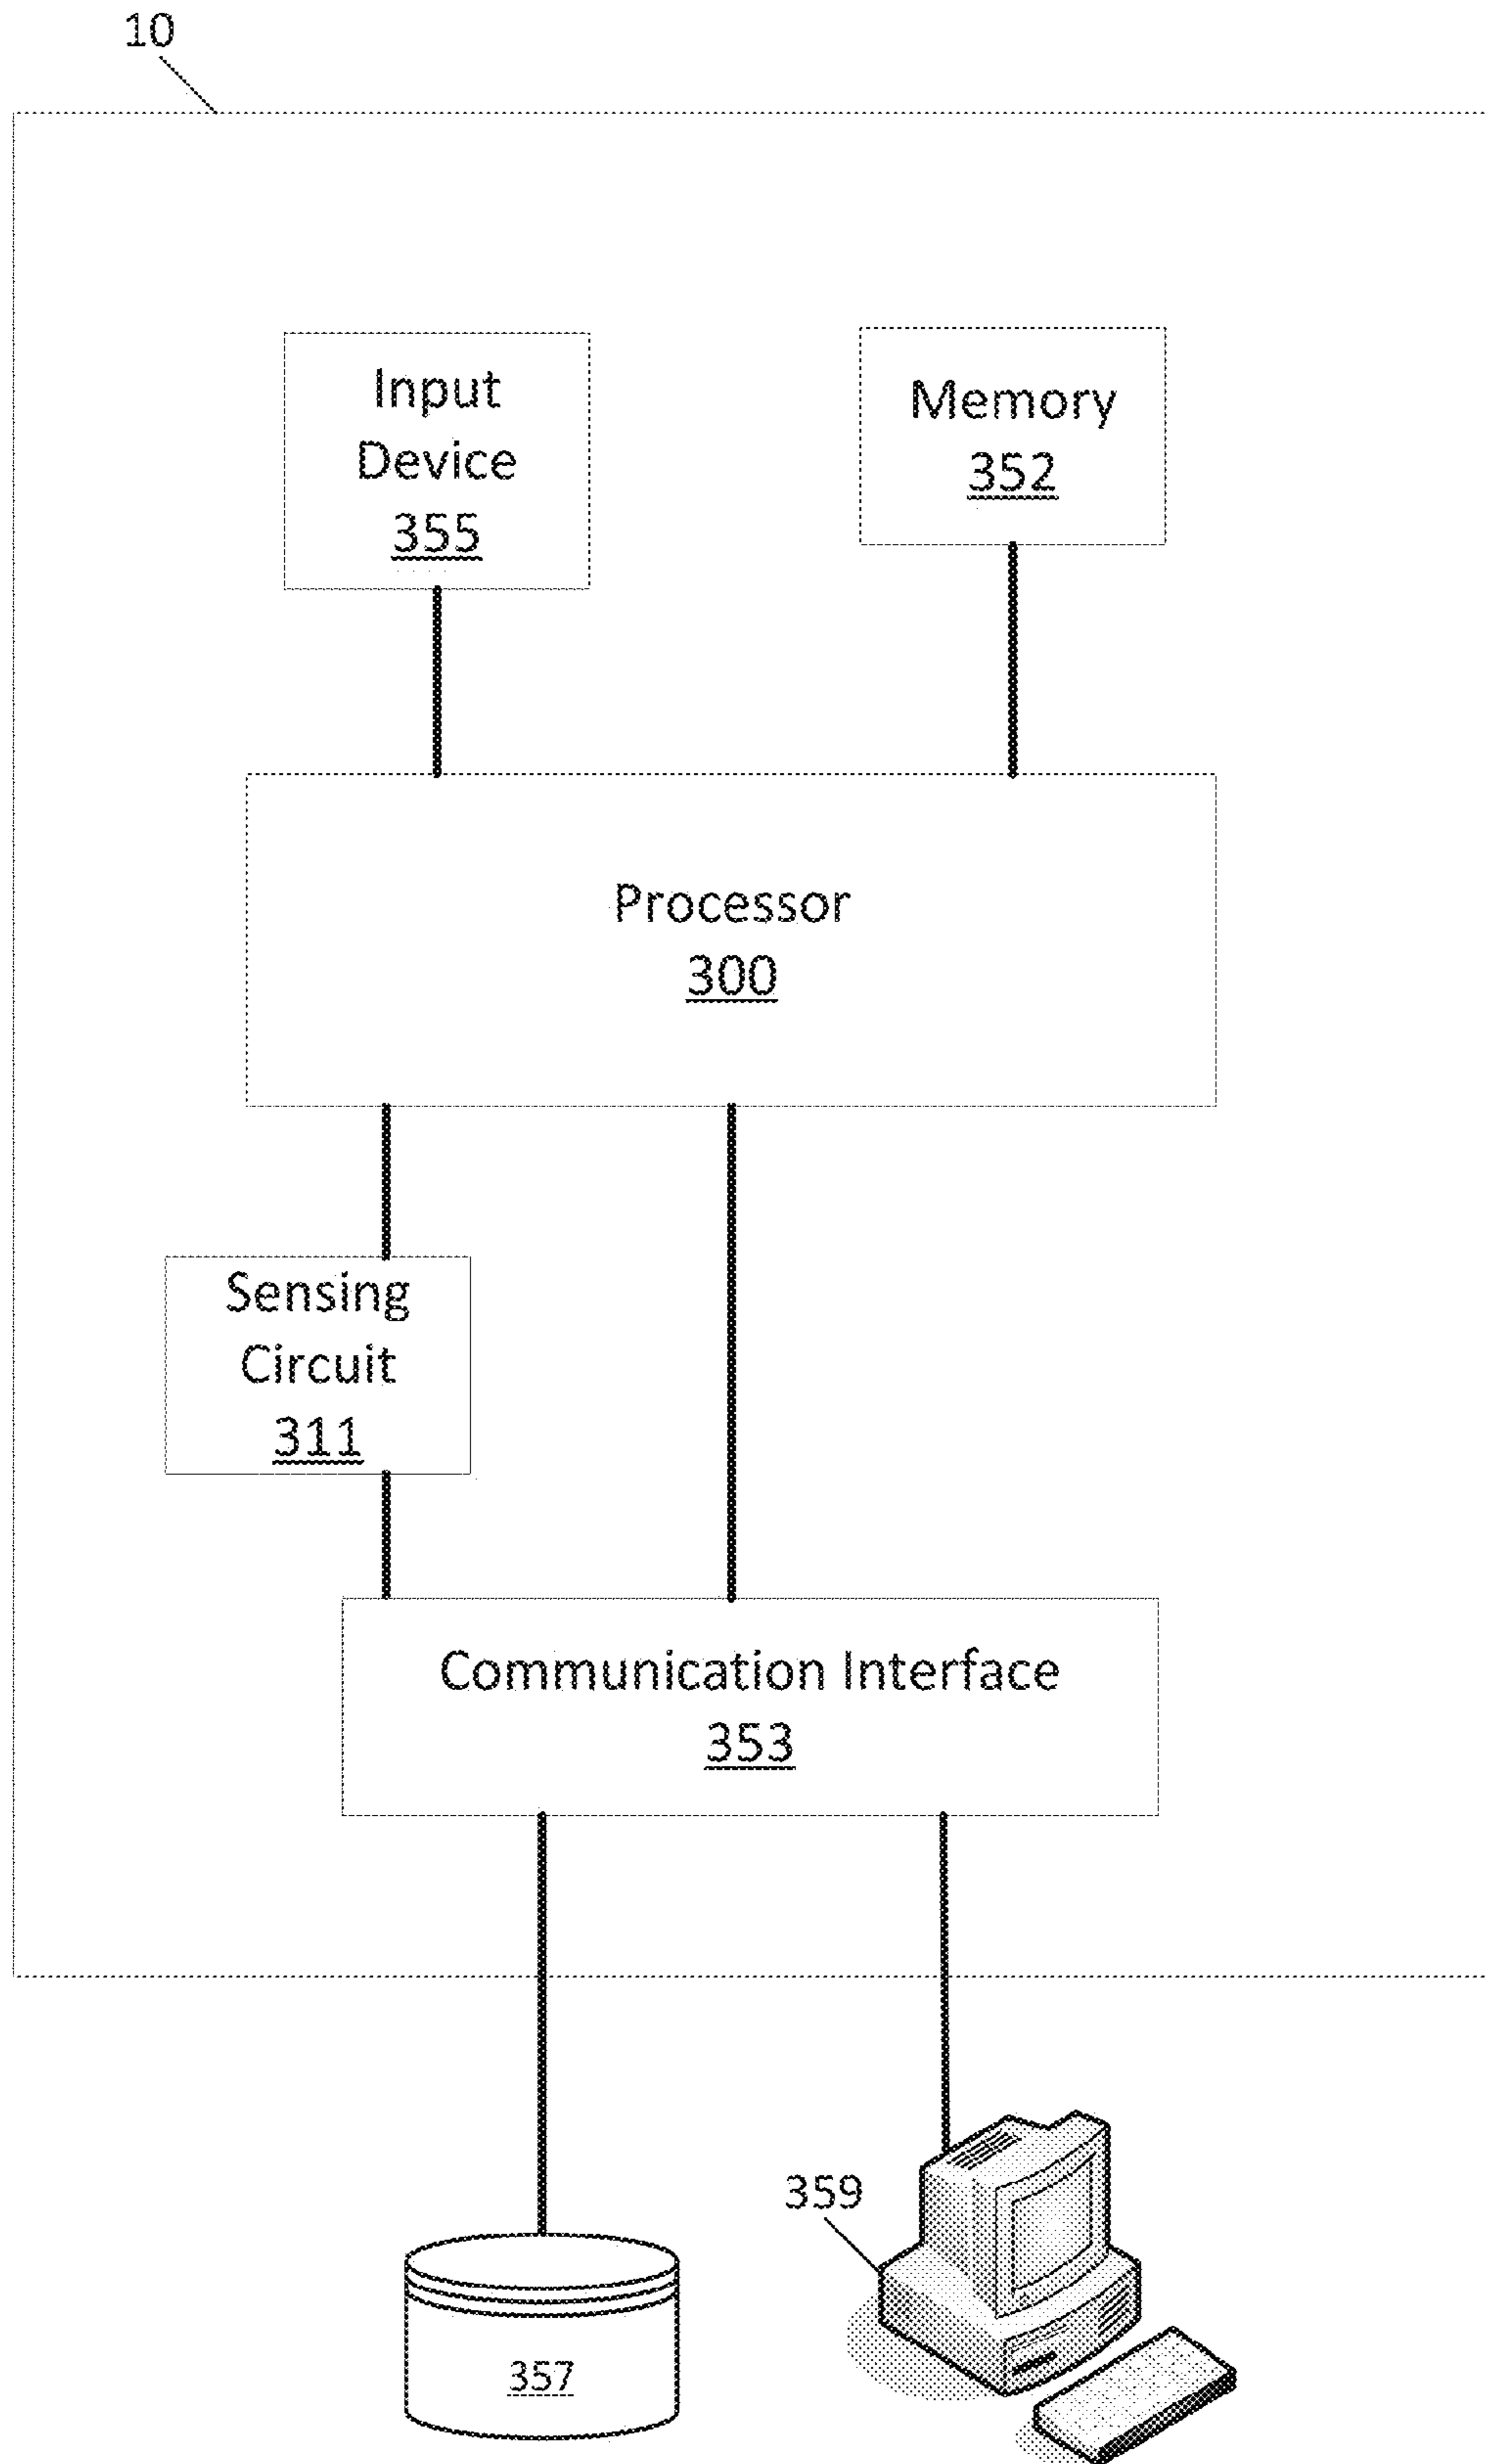 10
Input
Device
355
Memory
352
Processor
300
Sensing
Circuit
311
Communication Interface
353
359
357